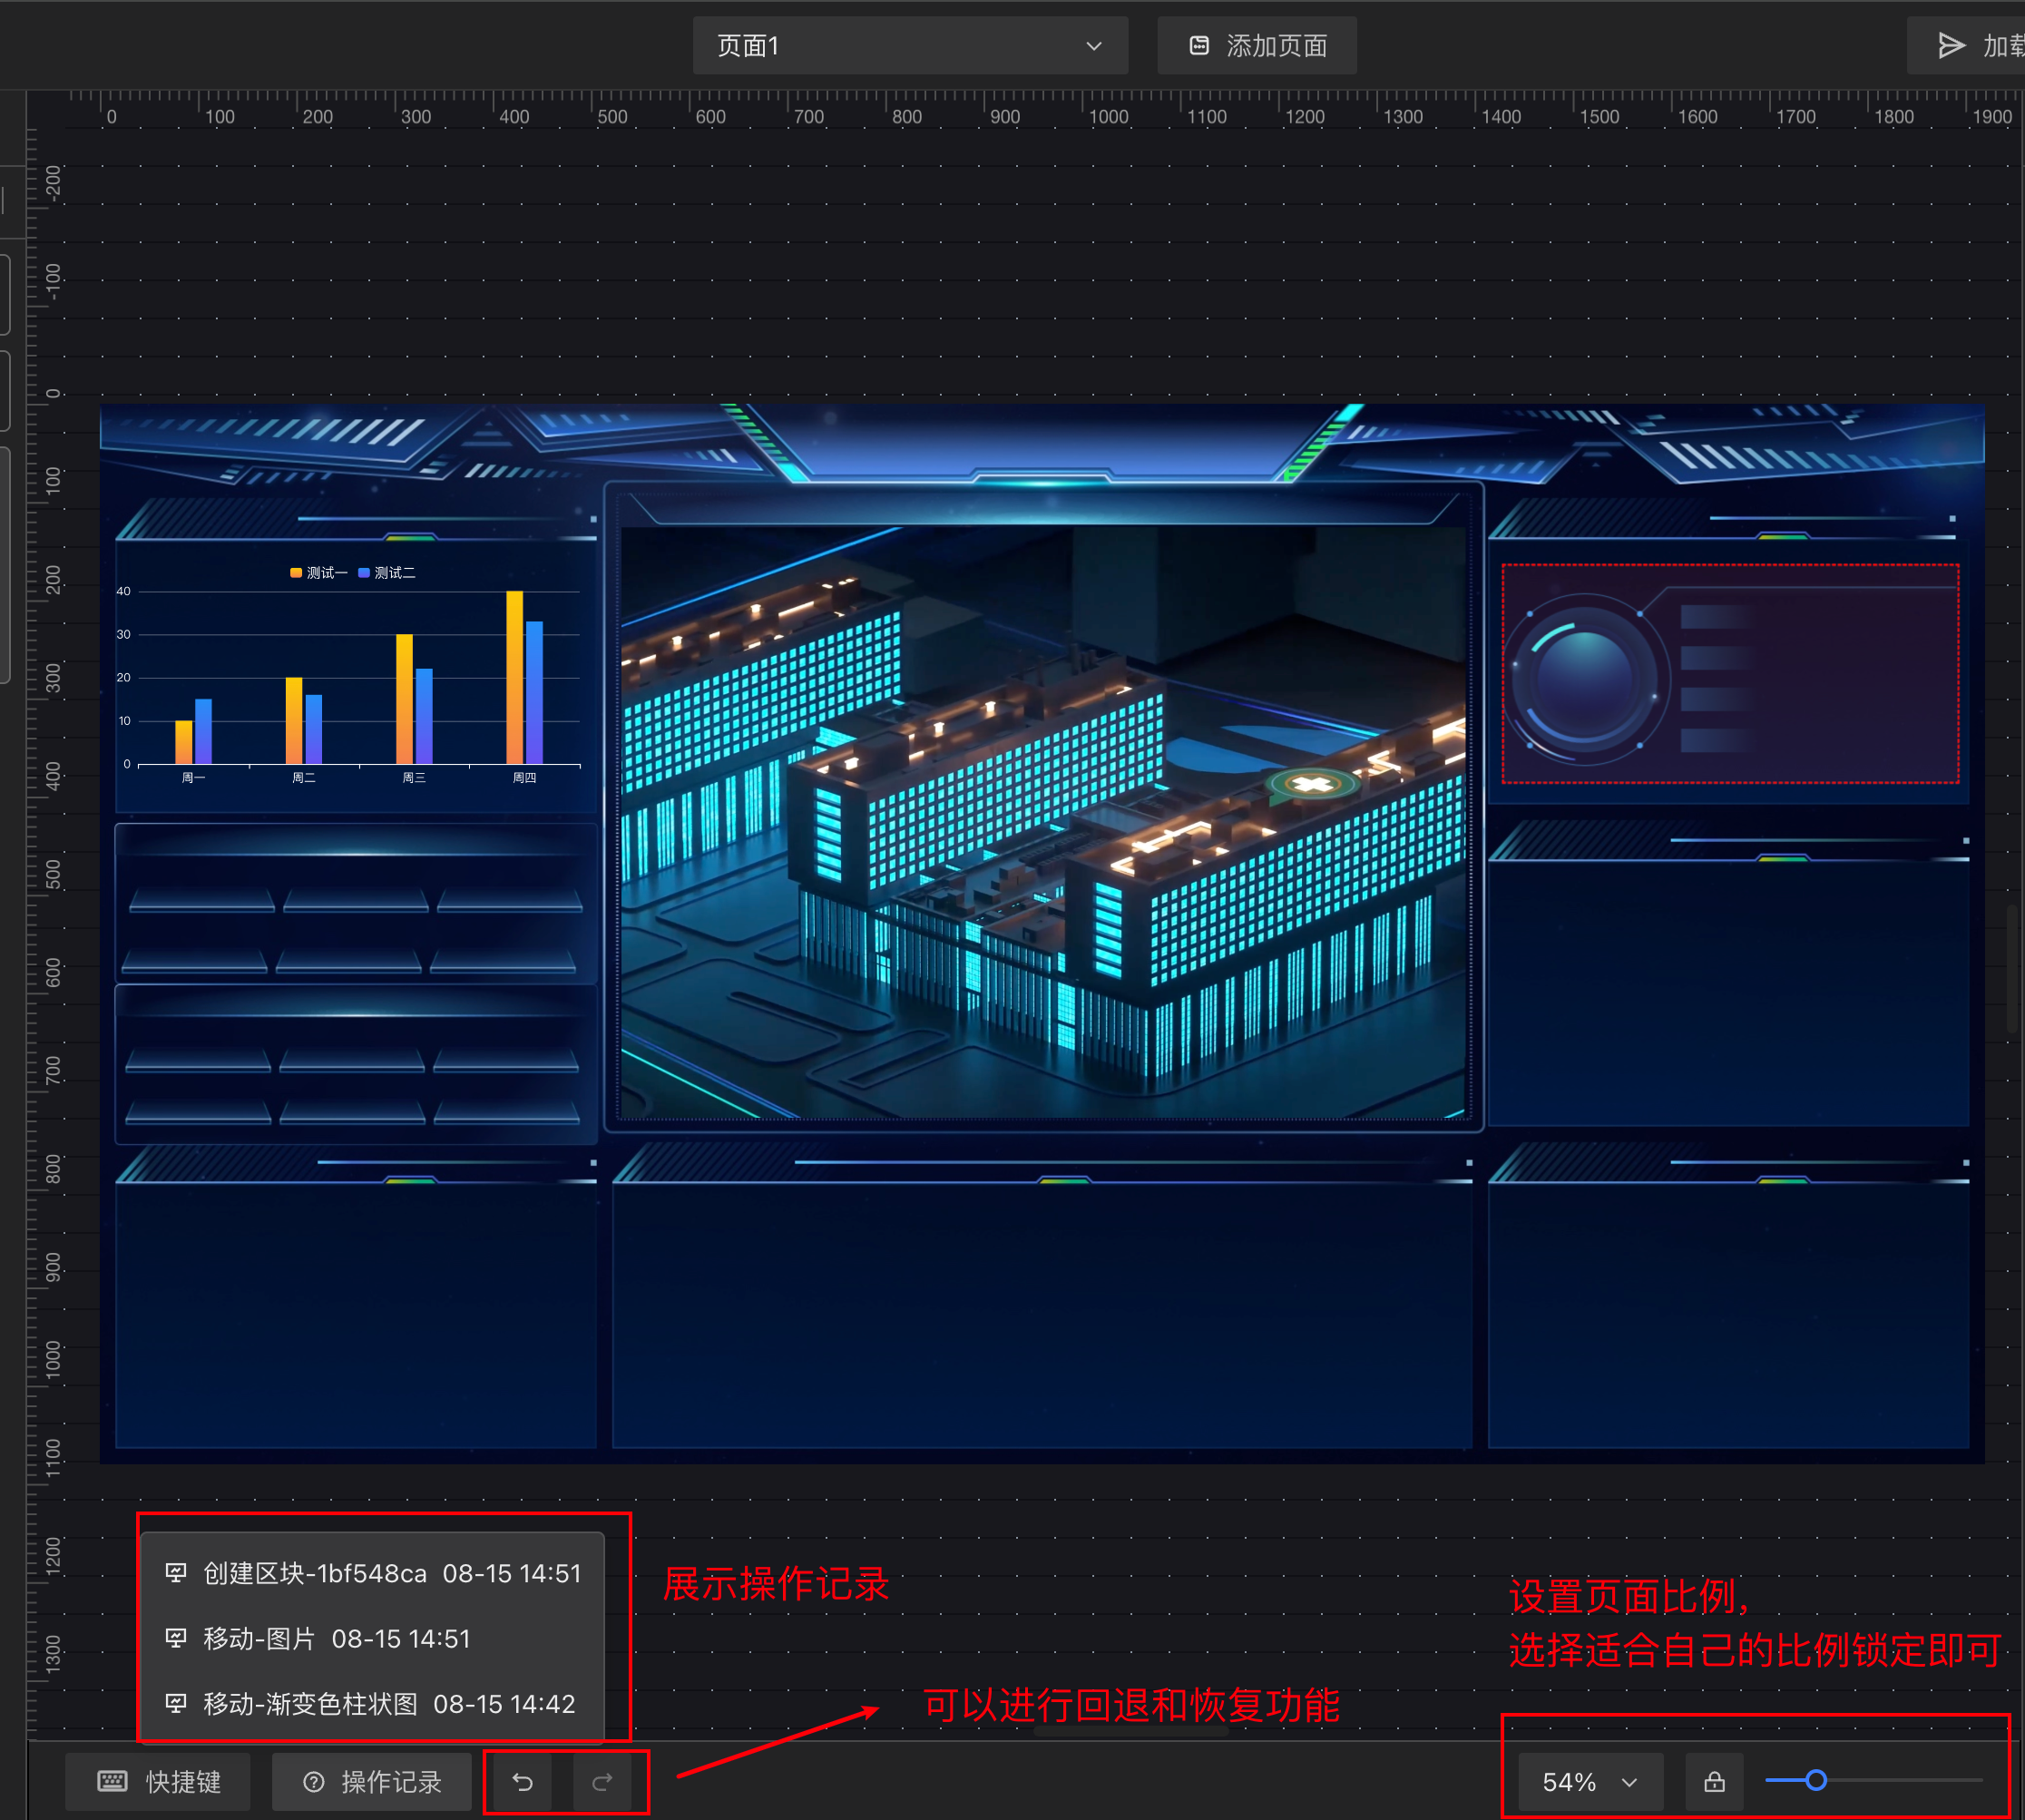 页面1
添加页面
加载
0 100 200 300 400 500 600 700 800 900 1000 1100 1200 1300 1400 1500 1600 1700 1800 1900
-200
-100
0
100
200
300
400
500
600
700
800
900
1000
1100
1200
1300
测试一 测试二
40
30
20
10
0
周一 周二 周三 周四
创建区块-1bf548ca 08-15 14:51
移动-图片 08-15 14:51
移动-渐变色柱状图 08-15 14:42
展示操作记录
可以进行回退和恢复功能
设置页面比例，
选择适合自己的比例锁定即可
快捷键
操作记录
54%